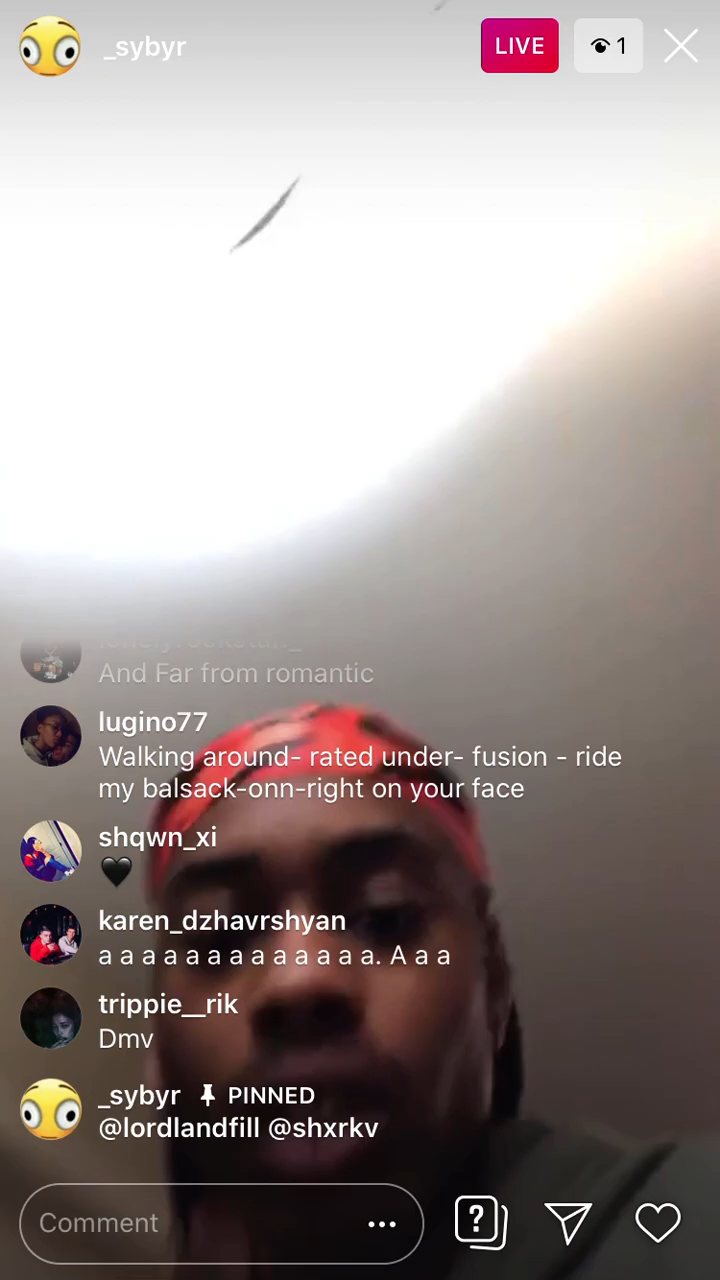 _sybyr
LIVE
1
And Far from romantic
lugino77
Walking around- rated under- fusion - ride
my balsack-onn-right on your face
shqwn_xi
🖤
karen_dzhavrshyan
a a a a a a a a a a a a a. A a a
trippie__rik
Dmv
_sybyr PINNED
@lordlandfill @shxrkv
Comment